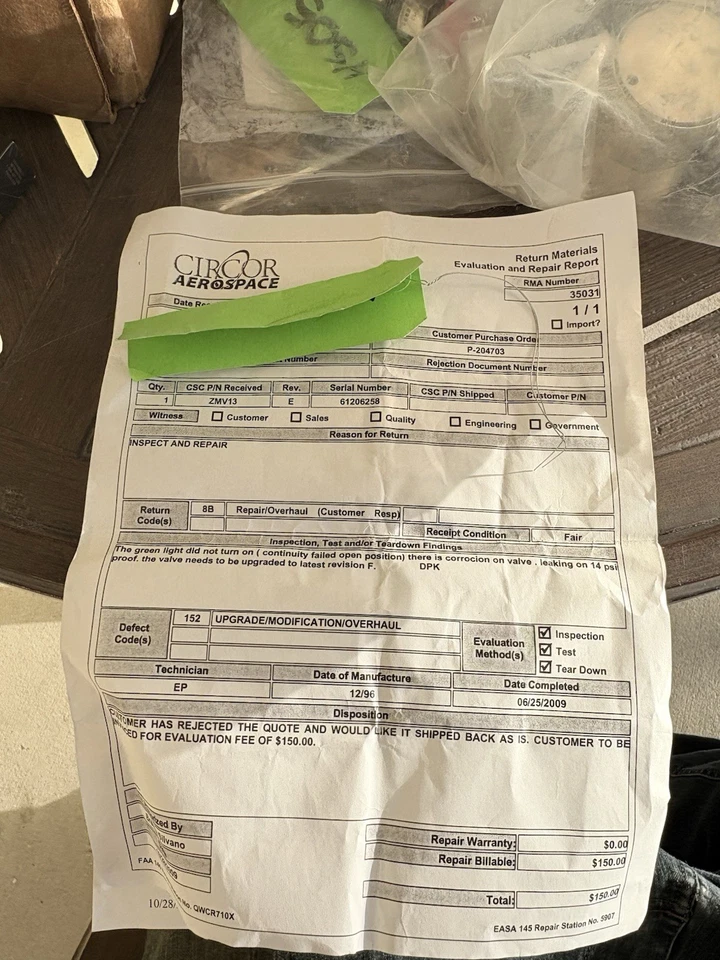 CIRCOR
AEROSPACE
Return Materials
Evaluation and Repair Report
RMA Number
35031
1 / 1
Import?
Date
Customer Purchase Orde
P-204703
Number
Rejection Document Number
Qty. CSC P/N Received Rev. Serial Number CSC P/N Shipped Customer P/N
1 ZMV13 E 61206258
Witness Customer Sales Quality Engineering Government
Reason for Return
INSPECT AND REPAIR
Return Code(s) 8B Repair/Overhaul (Customer Resp)
Receipt Condition Fair
Inspection, Test and/or Teardown Findings
The green light did not turn on ( continuity failed open position) there is corrocion on valve . leaking on 14 psi
proof. the valve needs to be upgraded to latest revision F. DPK
Defect Code(s) 152 UPGRADE/MODIFICATION/OVERHAUL
Evaluation Method(s) Inspection
Test
Tear Down
Technician Date of Manufacture Date Completed
EP 12/96 06/25/2009
Disposition
TOMER HAS REJECTED THE QUOTE AND WOULD LIKE IT SHIPPED BACK AS IS. CUSTOMER TO BE
FOR EVALUATION FEE OF $150.00.
ized By
Silvano
FAA
10/28/ No. QWCR710X
Repair Warranty: $0.00
Repair Billable: $150.00
Total: $150.00
EASA 145 Repair Station No. 5907